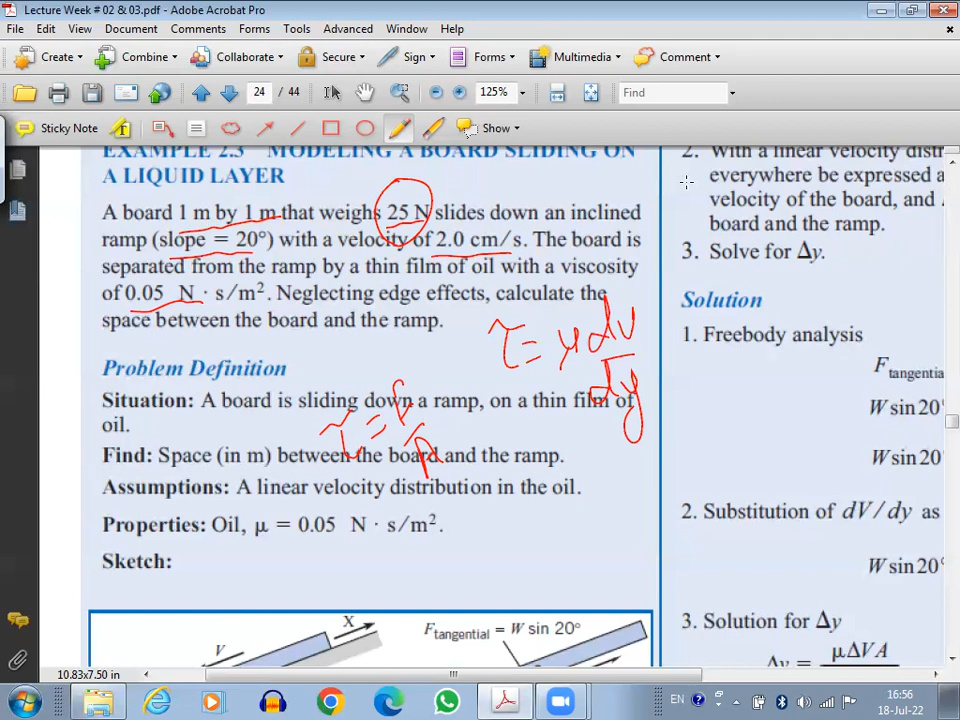 Lecture Week # 02 & 03.pdf - Adobe Acrobat Pro
File Edit View Document Comments Forms Tools Advanced Window Help
Create Combine Collaborate Secure Sign Forms Multimedia Comment
24 / 44 125% Find
Sticky Note Show
EXAMPLE 2.3 MODELING A BOARD SLIDING ON
A LIQUID LAYER
A board 1 m by 1 m that weighs 25 N slides down an inclined
ramp (slope = 20°) with a velocity of 2.0 cm/s. The board is
separated from the ramp by a thin film of oil with a viscosity
of 0.05 N · s/m². Neglecting edge effects, calculate the
space between the board and the ramp.
τ = μ dv/dy
Problem Definition
Situation: A board is sliding down a ramp, on a thin film of
oil.
τ = f/
Find: Space (in m) between the board and the ramp.
Assumptions: A linear velocity distribution in the oil.
Properties: Oil, μ = 0.05 N · s/m².
Sketch:
X
V
F tangential = W sin 20°
2. With a linear velocity distr
everywhere be expressed a
velocity of the board, and
board and the ramp.
3. Solve for Δy.
Solution
1. Freebody analysis
F tangential
W sin 20°
W sin 20°
2. Substitution of dV/dy as
W sin 20°
3. Solution for Δy
Δy = μΔVA
10.83x7.50 in
EN 16:56
18-Jul-22